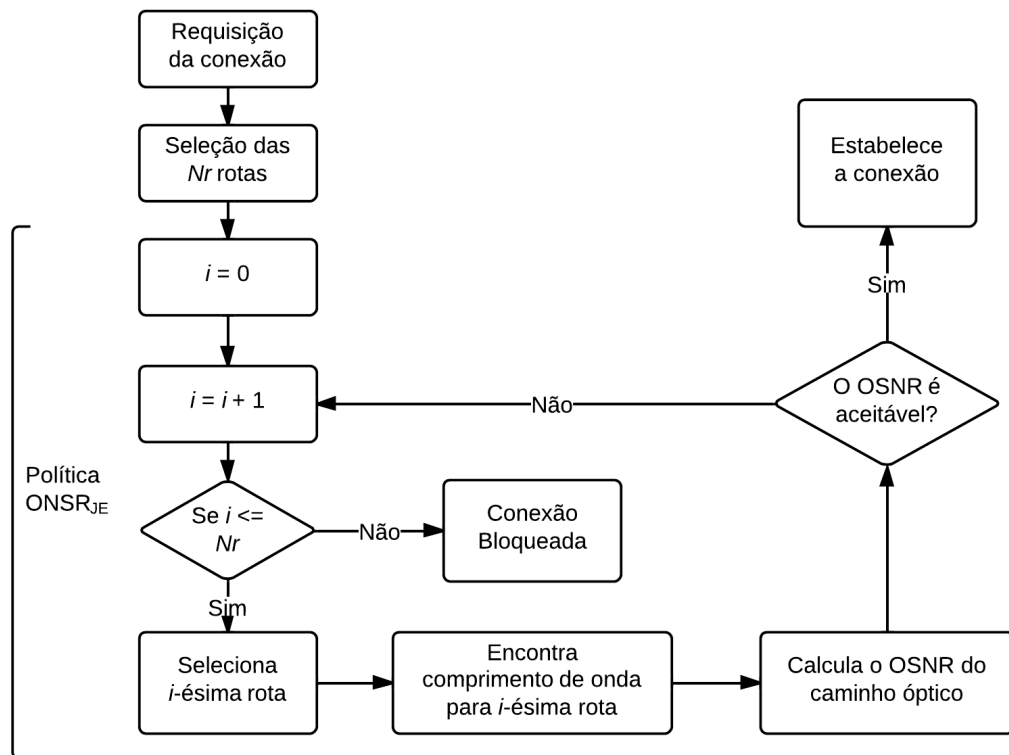 Requisição
da conexão
Seleção das
Nr rotas
i = 0
i = i + 1
Se i <=
Nr
Não
Conexão
Bloqueada
Sim
Seleciona
i-ésima rota
Encontra
comprimento de onda
para i-ésima rota
Calcula o OSNR do
caminho óptico
O OSNR é
aceitável?
Não
Sim
Estabelece
a conexão
Política
ONSRJE